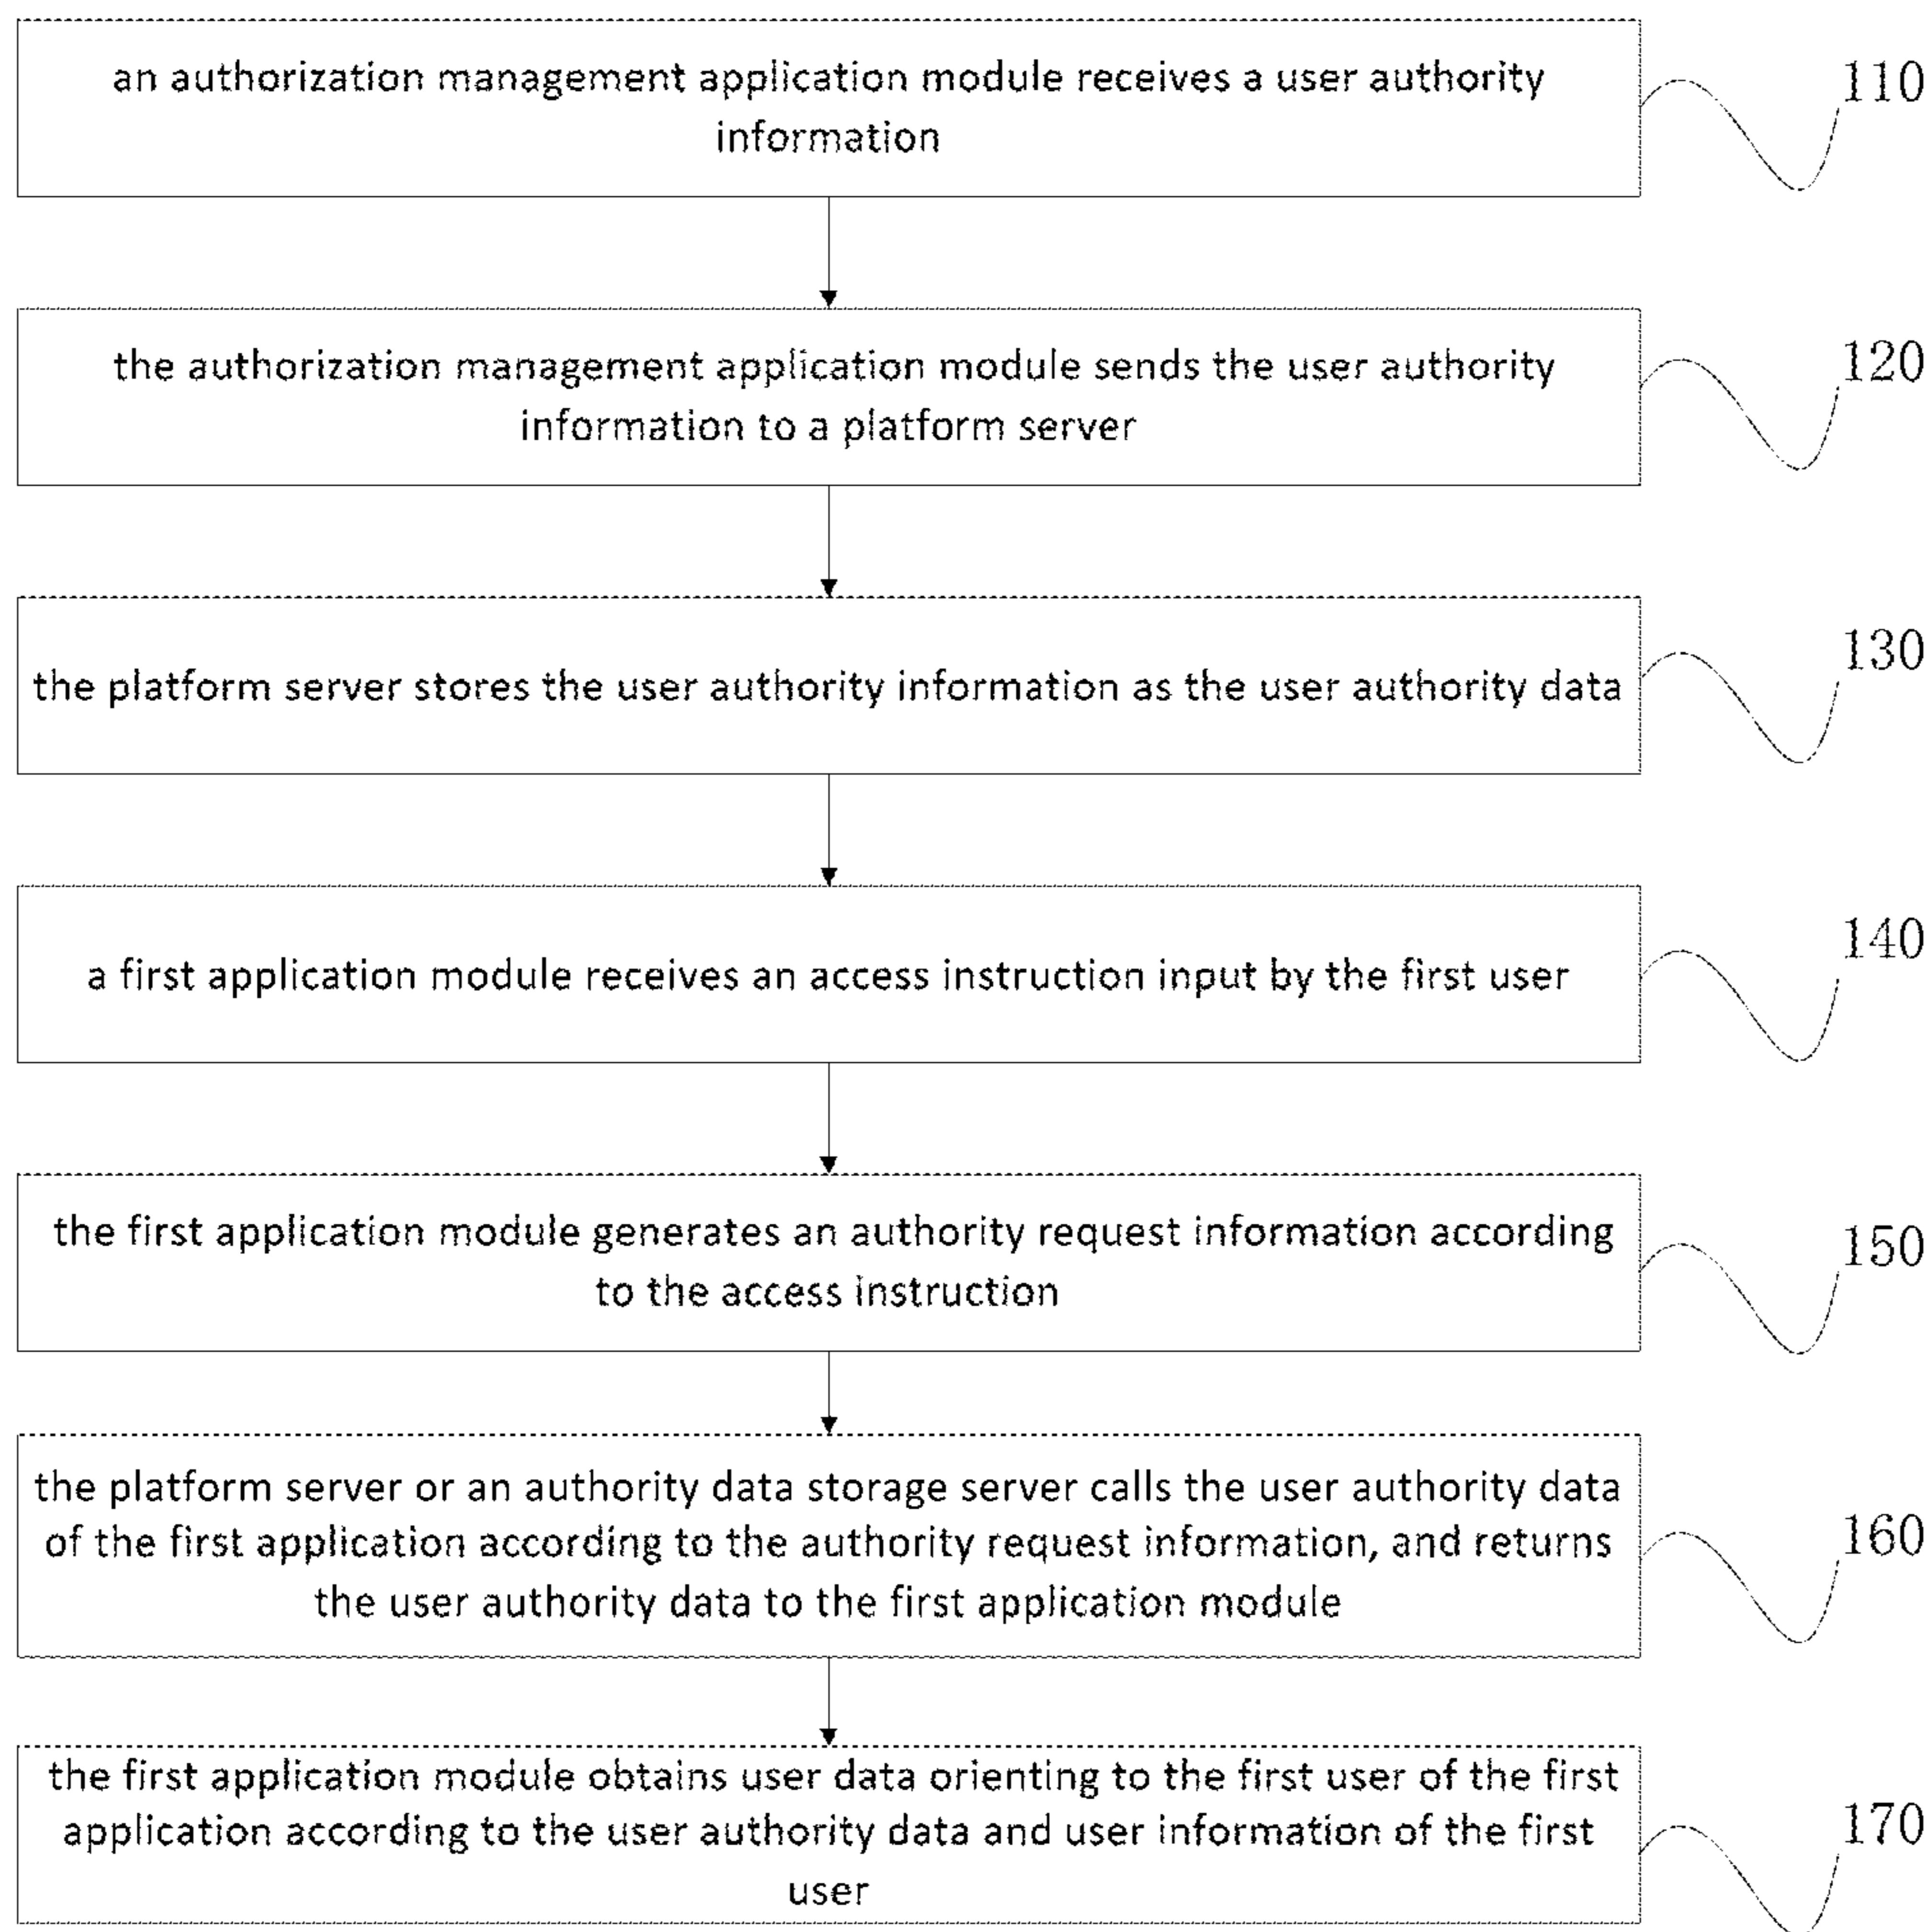 an authorization management application module receives a user authority
information
110
the authorization management application module sends the user authority
information to a platform server
120
the platform server stores the user authority information as the user authority data
130
a first application module receives an access instruction input by the first user
140
the first application module generates an authority request information according
to the access instruction
150
the platform server or an authority data storage server calls the user authority data
of the first application according to the authority request information, and returns
the user authority data to the first application module
160
the first application module obtains user data orienting to the first user of the first
application according to the user authority data and user information of the first
user
170